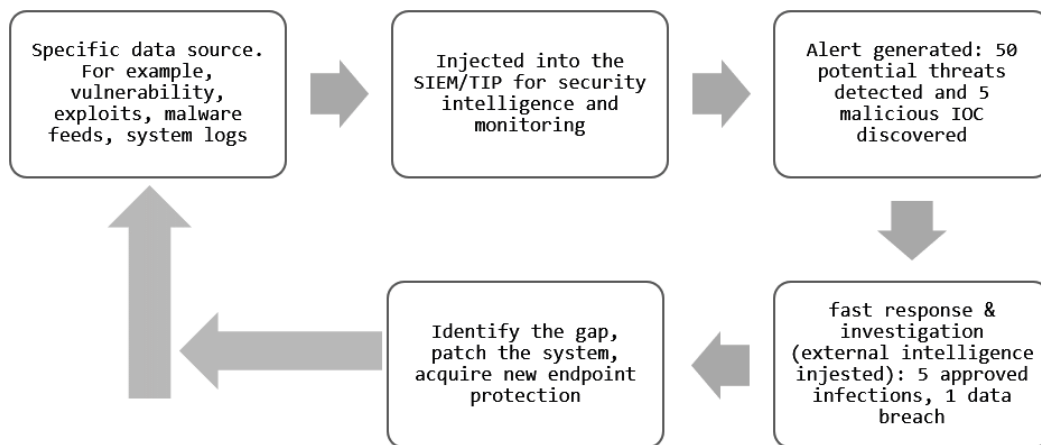 Specific data source.
For example,
vulnerability,
exploits, malware
feeds, system logs
Injected into the
SIEM/TIP for security
intelligence and
monitoring
Alert generated: 50
potential threats
detected and 5
malicious IOC
discovered
fast response &
investigation
(external intelligence
injested): 5 approved
infections, 1 data
breach
Identify the gap,
patch the system,
acquire new endpoint
protection